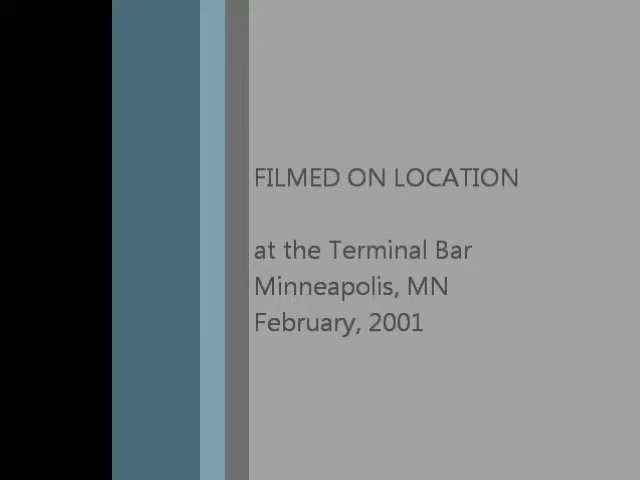 FILMED ON LOCATION
at the Terminal Bar
Minneapolis, MN
February, 2001